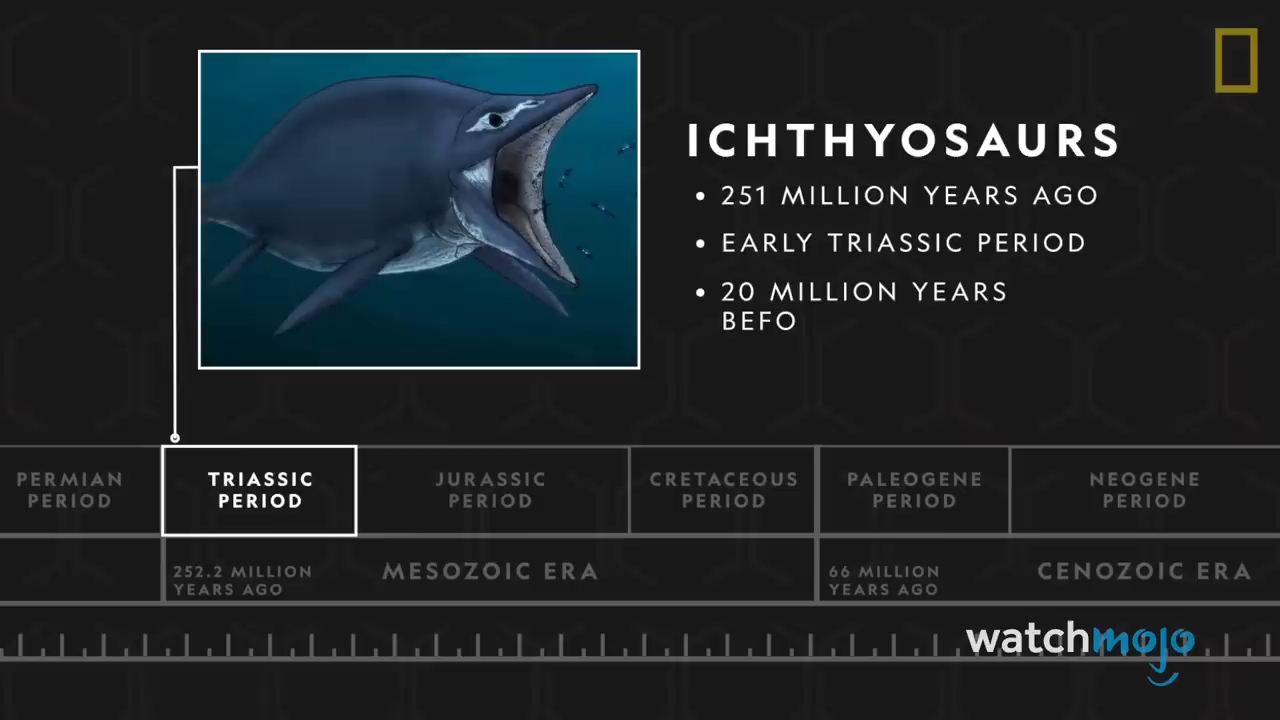 ICHTHYOSAURS
• 251 MILLION YEARS AGO
• EARLY TRIASSIC PERIOD
• 20 MILLION YEARS
BEFO
PERMIAN
PERIOD
TRIASSIC
PERIOD
JURASSIC
PERIOD
CRETACEOUS
PERIOD
PALEOGENE
PERIOD
NEOGENE
PERIOD
252.2 MILLION
YEARS AGO
MESOZOIC ERA
66 MILLION
YEARS AGO
CENOZOIC ERA
watchmojo